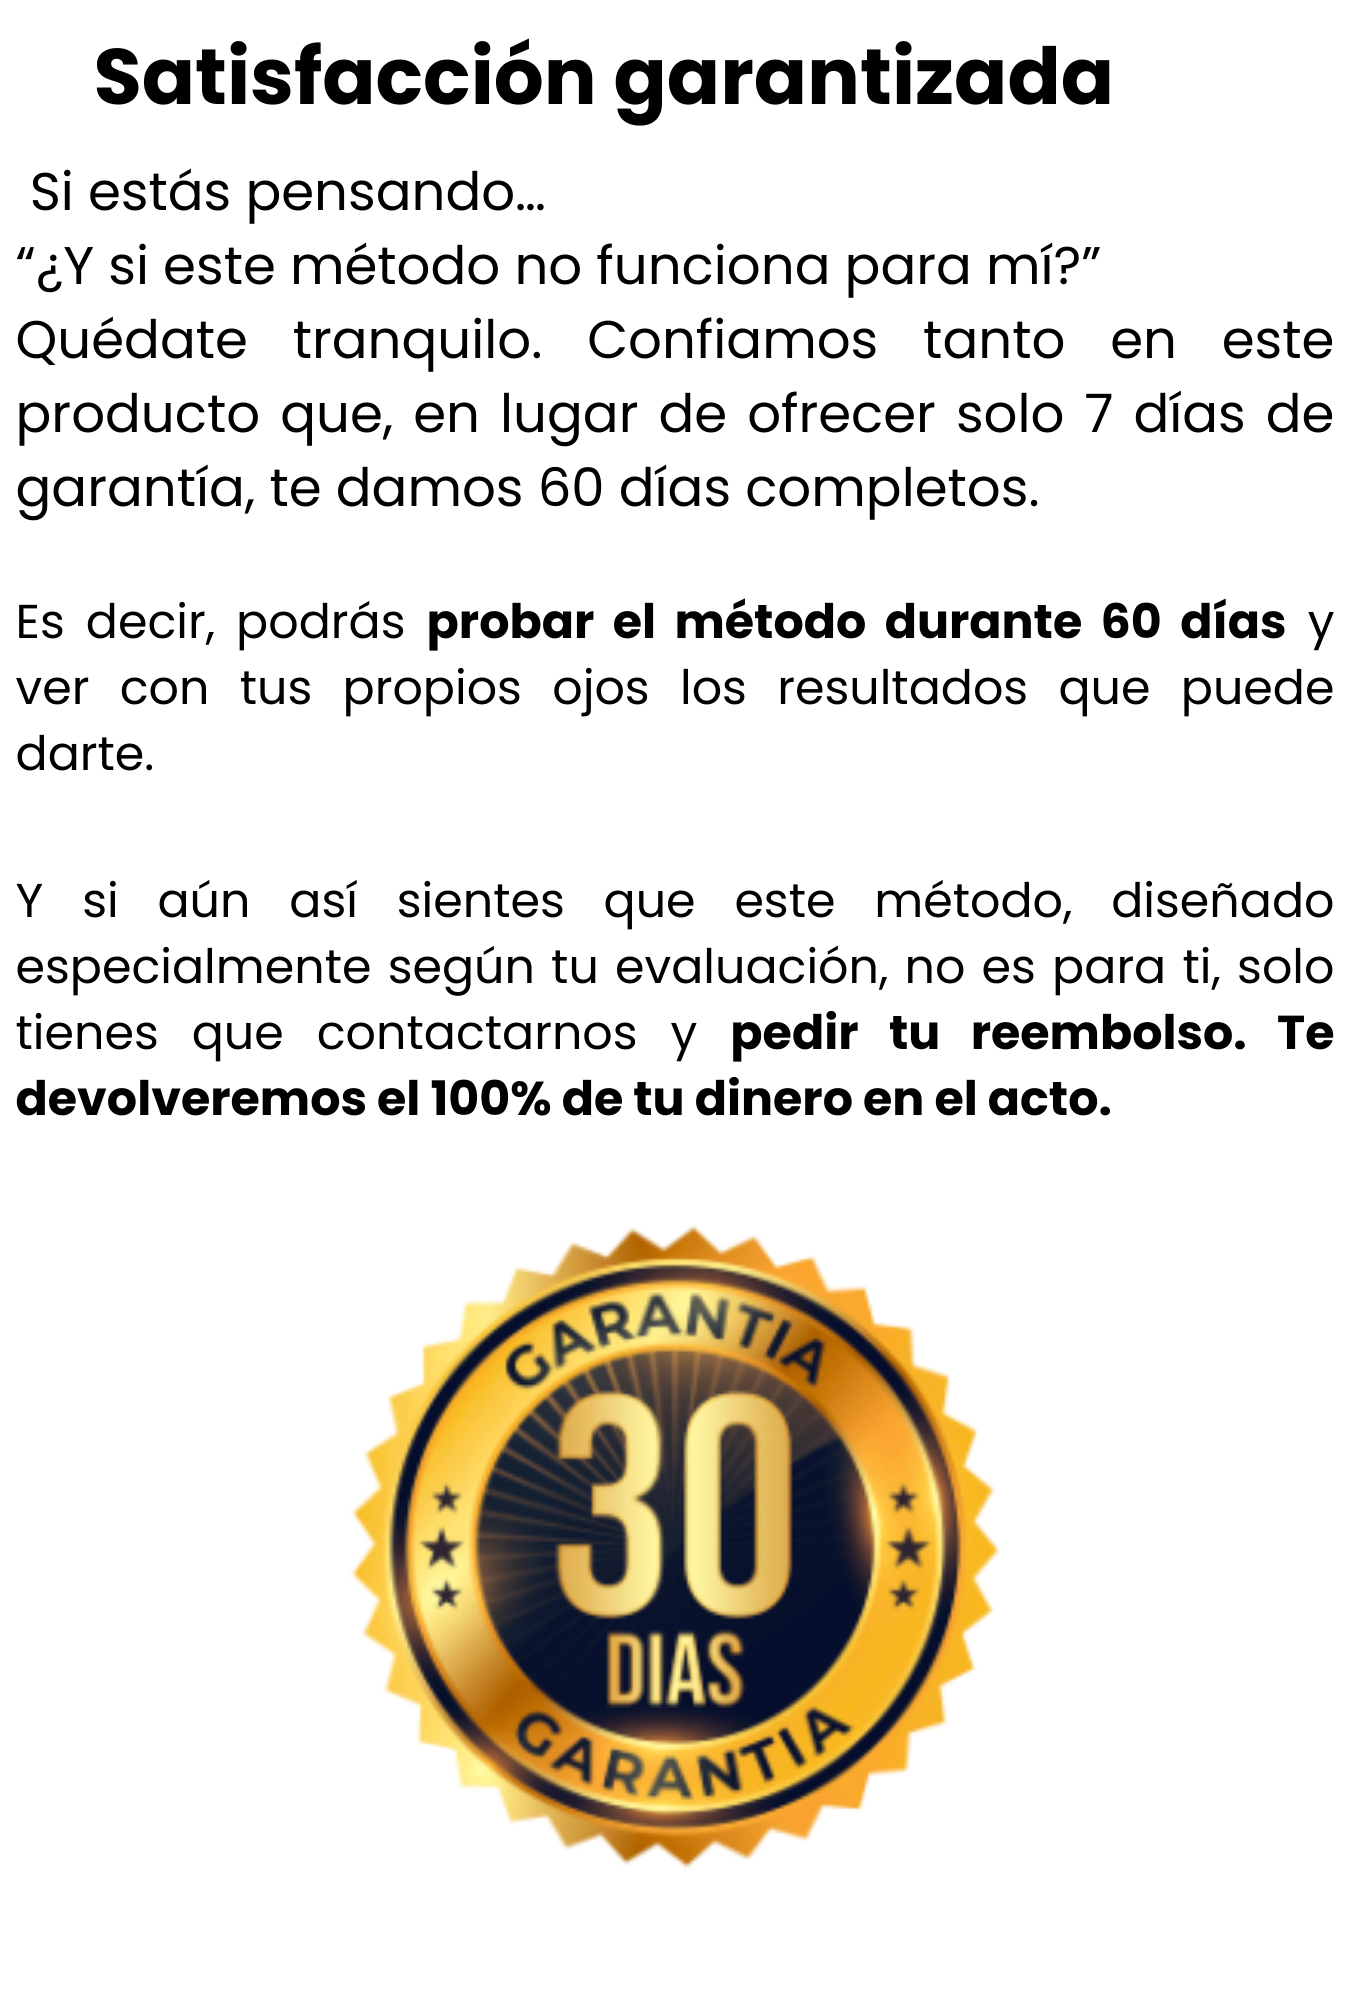 Satisfacción garantizada
Si estás pensando...
“¿Y si este método no funciona para mí?”
Quédate tranquilo. Confiamos tanto en este
producto que, en lugar de ofrecer solo 7 días de
garantía, te damos 60 días completos.
Es decir, podrás probar el método durante 60 días y
ver con tus propios ojos los resultados que puede
darte.
Y si aún así sientes que este método, diseñado
especialmente según tu evaluación, no es para ti, solo
tienes que contactarnos y pedir tu reembolso. Te
devolveremos el 100% de tu dinero en el acto.
GARANTIA
30
DIAS
GARANTIA